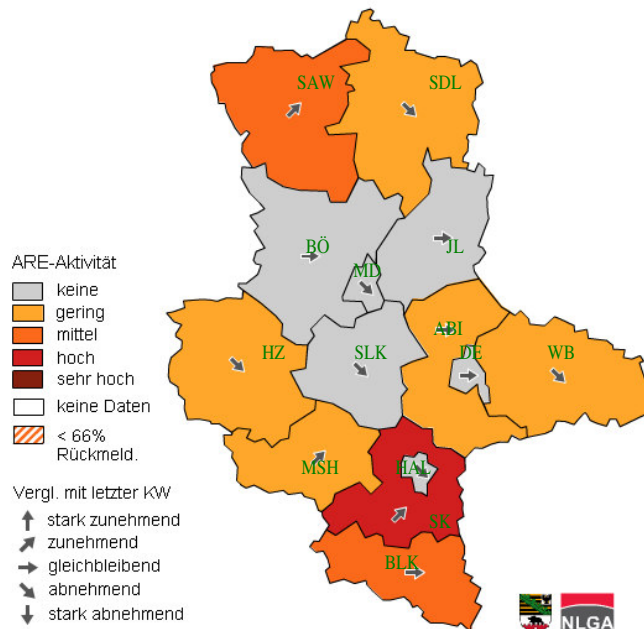 SAW
SDL
BÖ
JL
MD
ARE-Aktivität
keine
gering
mittel
hoch
sehr hoch
keine Daten
< 66%
Rückmeld.
ABI
HZ
SLK
DE
WB
MSH
HAL
SK
BLK
Vergl. mit letzter KW
stark zunehmend
zunehmend
gleichbleibend
abnehmend
stark abnehmend
NLGA